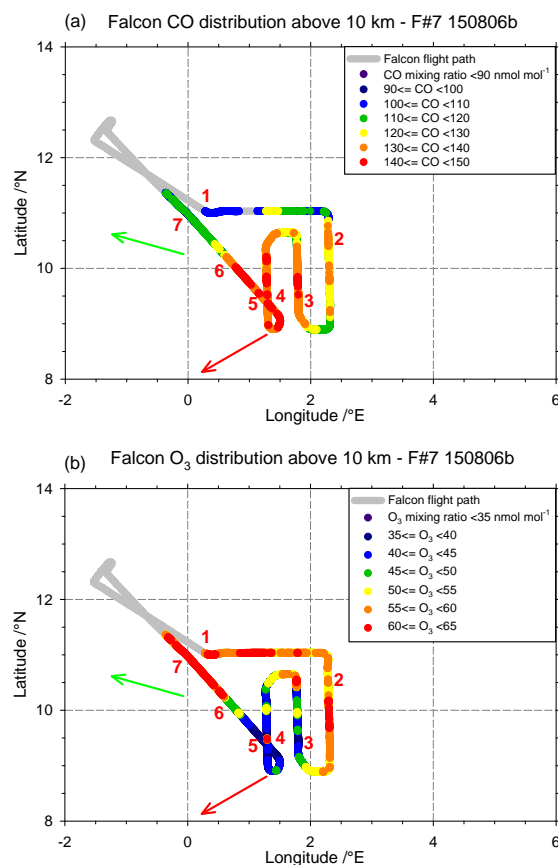 (a) Falcon CO distribution above 10 km - F#7 150806b
14
Falcon flight path
CO mixing ratio <90 nmol mol⁻¹
90<= CO <100
100<= CO <110
110<= CO <120
120<= CO <130
130<= CO <140
140<= CO <150
12
10
8
Latitude /°N
1
2
7
6
5
4
3
-2
0
2
4
6
Longitude /°E
(b) Falcon O₃ distribution above 10 km - F#7 150806b
14
Falcon flight path
O₃ mixing ratio <35 nmol mol⁻¹
35<= O₃ <40
40<= O₃ <45
45<= O₃ <50
50<= O₃ <55
55<= O₃ <60
60<= O₃ <65
12
10
8
Latitude /°N
1
2
7
6
5
4
3
-2
0
2
4
6
Longitude /°E